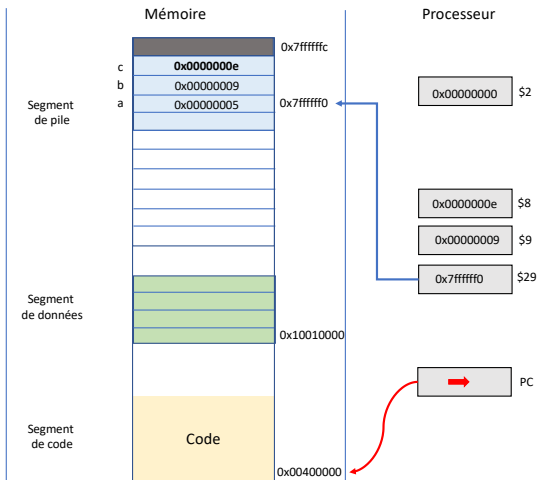 Mémoire
Processeur
0x7ffffffc
c 0x0000000e
b 0x00000009
a 0x00000005 0x7ffffff0
Segment
de pile
0x00000000 $2
0x0000000e $8
0x00000009 $9
0x7ffffff0 $29
Segment
de données
0x10010000
PC
Segment
de code
Code
0x00400000